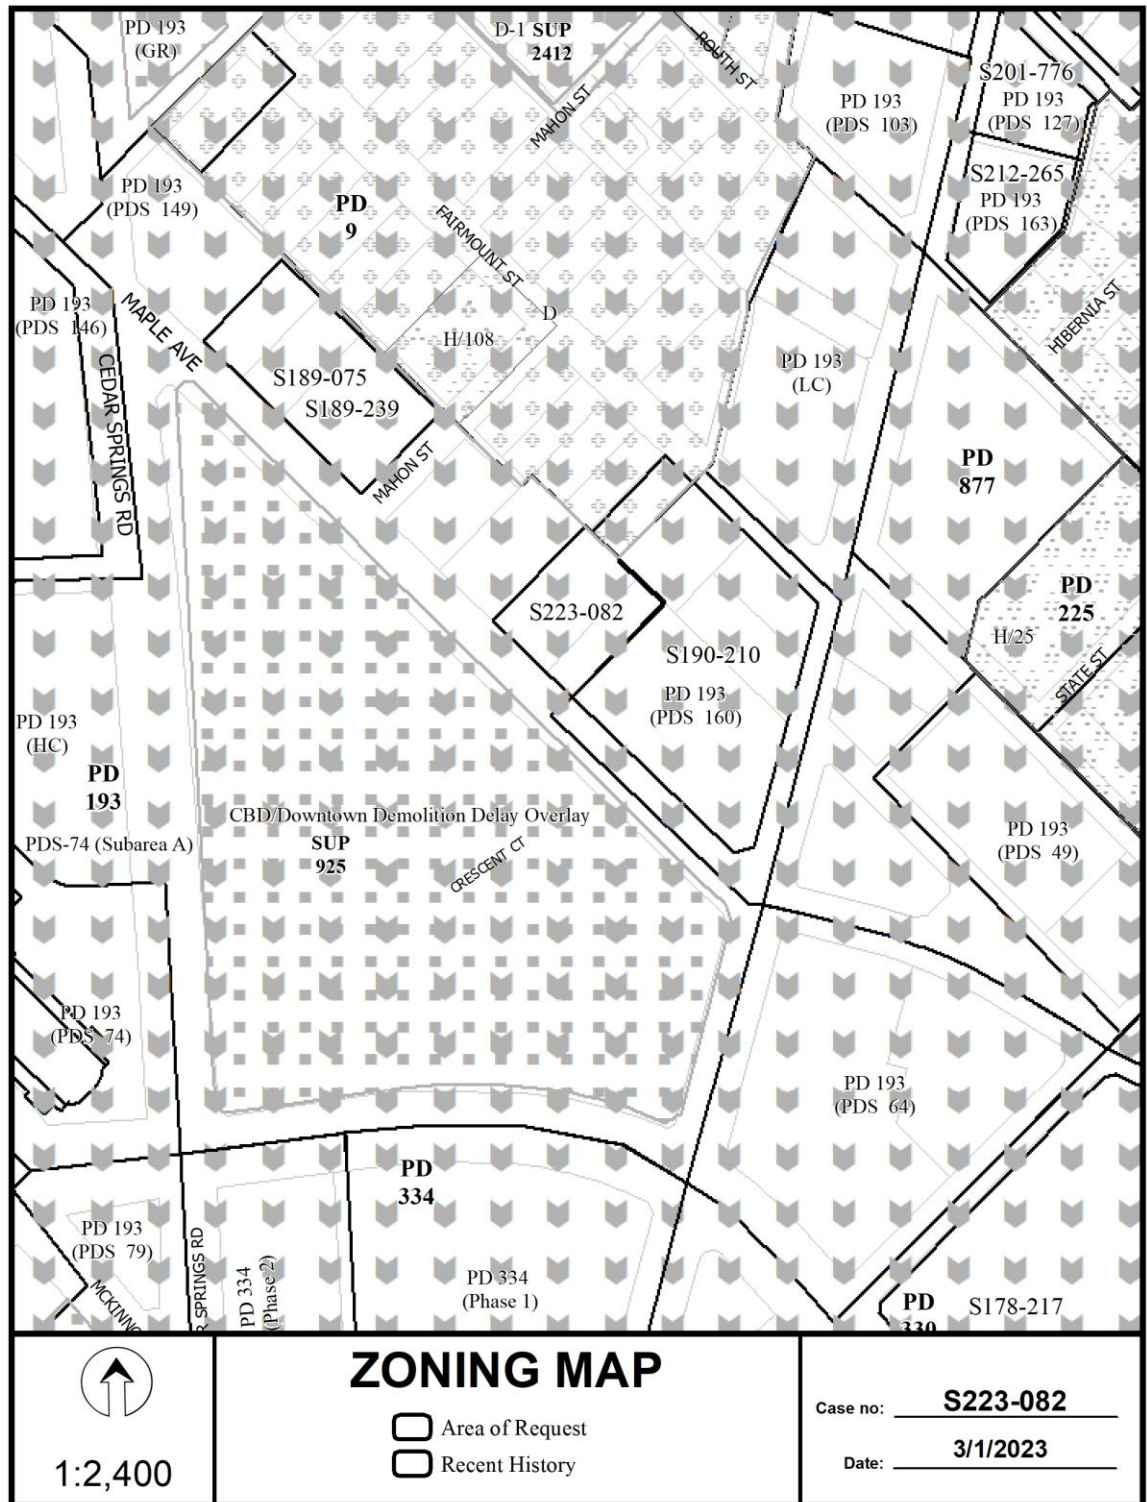 PD 193
(GR)
D-1 SUP
2412
ROUTH ST
S201-776
PD 193
(PDS 127)
PD 193
(PDS 103)
MAHON ST
S212-265
PD 193
(PDS 163)
PD 193
(PDS 149)
PD
9
FAIRMOUNT ST
D
H/108
HIBERNIA ST
PD 193
(PDS 146)
MAPLE AVE
CEDAR SPRINGS RD
S189-075
S189-239
PD 193
(LC)
MAHON ST
PD
877
PD
225
H/25
STATE ST
S223-082
S190-210
PD 193
(PDS 160)
PD 193
(HC)
PD
193
PDS-74 (Subarea A)
CBD/Downtown Demolition Delay Overlay
SUP
925
CRESCENT CT
PD 193
(PDS 49)
PD 193
(PDS 74)
PD 193
(PDS 64)
PD
334
PD 193
(PDS 79)
MCKINNO
R SPRINGS RD
PD 334
(Phase 2)
PD 334
(Phase 1)
PD
330
S178-217
1:2,400
ZONING MAP
Area of Request
Recent History
Case no: S223-082
Date: 3/1/2023